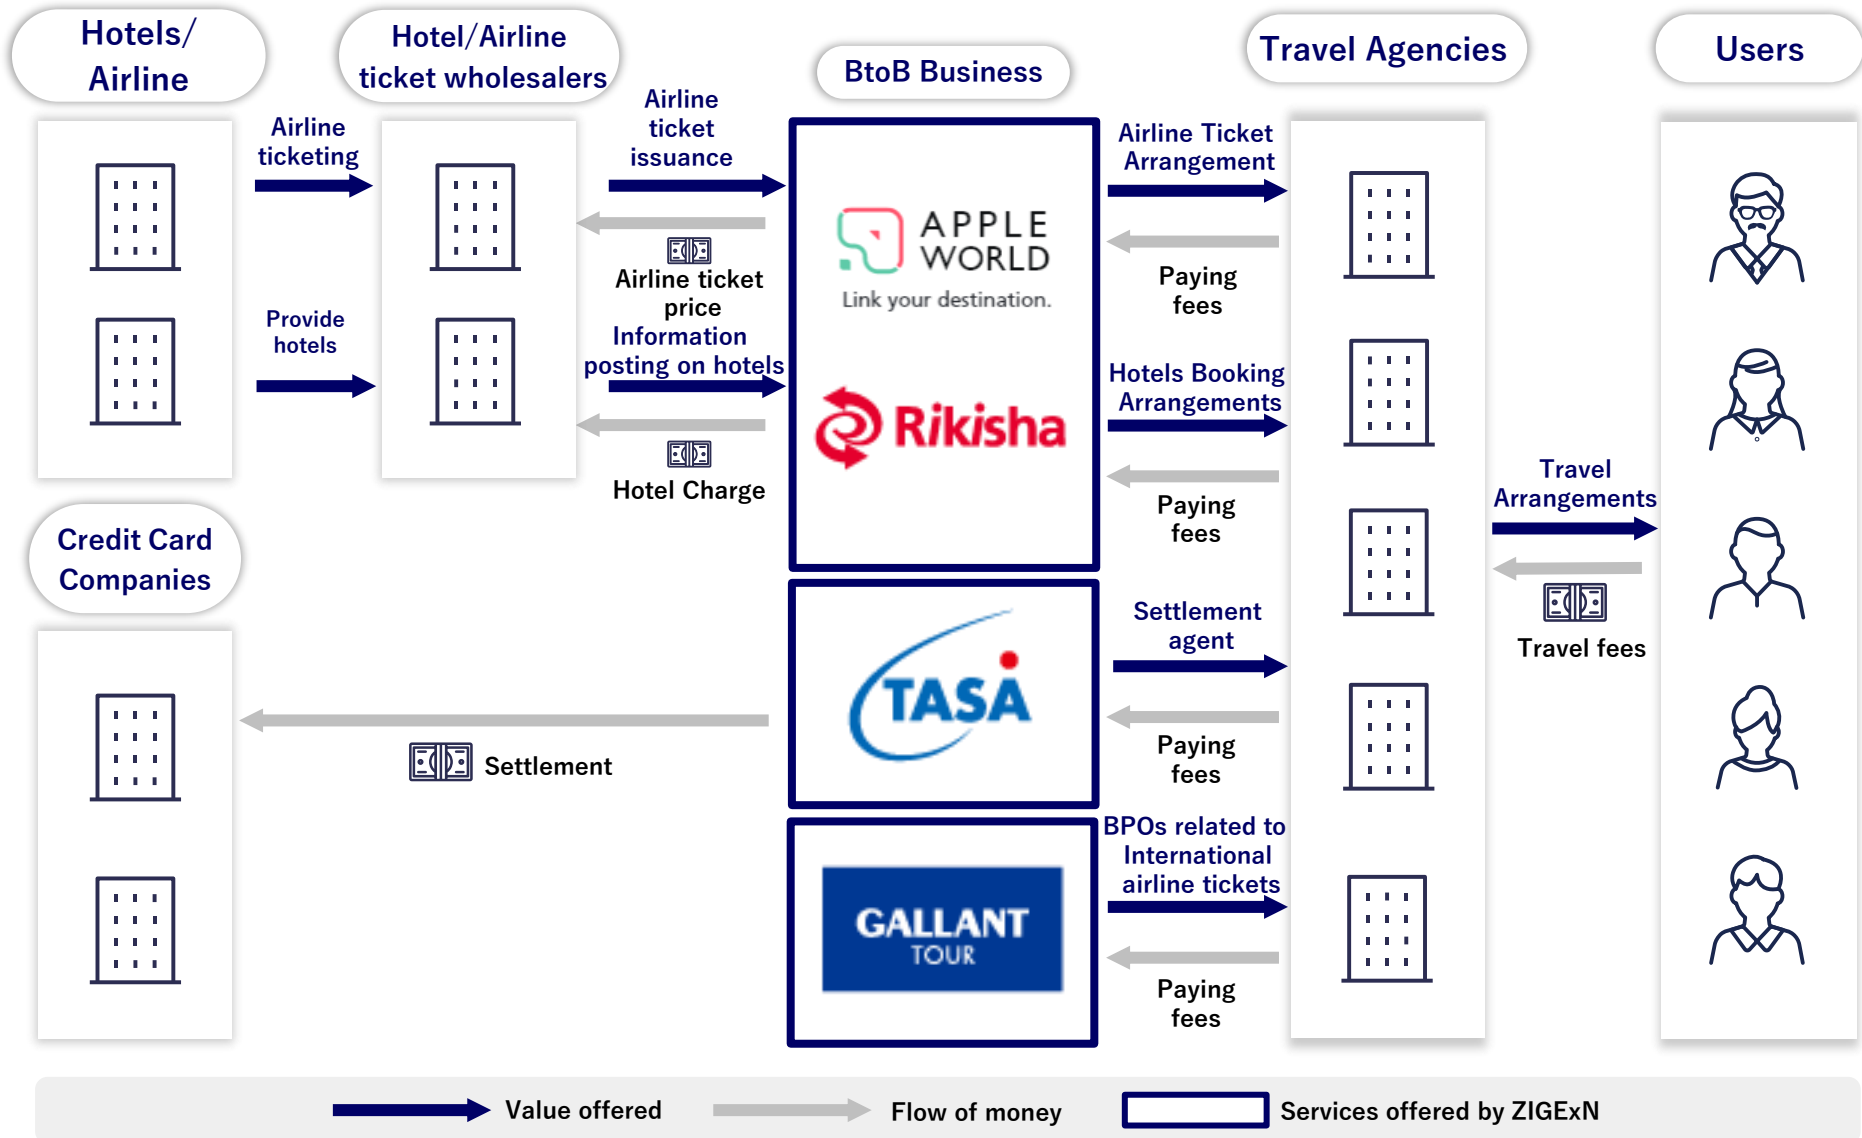 Hotels/
Airline
Hotel/Airline
ticket wholesalers
BtoB Business
Travel Agencies
Users
Airline
ticketing
Airline
ticket
issuance
Airline ticket
price
Provide
hotels
Information
posting on hotels
Hotel Charge
APPLE
WORLD
Link your destination.
Rikisha
Airline Ticket
Arrangement
Paying
fees
Hotels Booking
Arrangements
Paying
fees
Travel
Arrangements
Travel fees
Credit Card
Companies
Settlement
TASA
Settlement
agent
Paying
fees
GALLANT
TOUR
BPOs related to
International
airline tickets
Paying
fees
Value offered
Flow of money
Services offered by ZIGExN